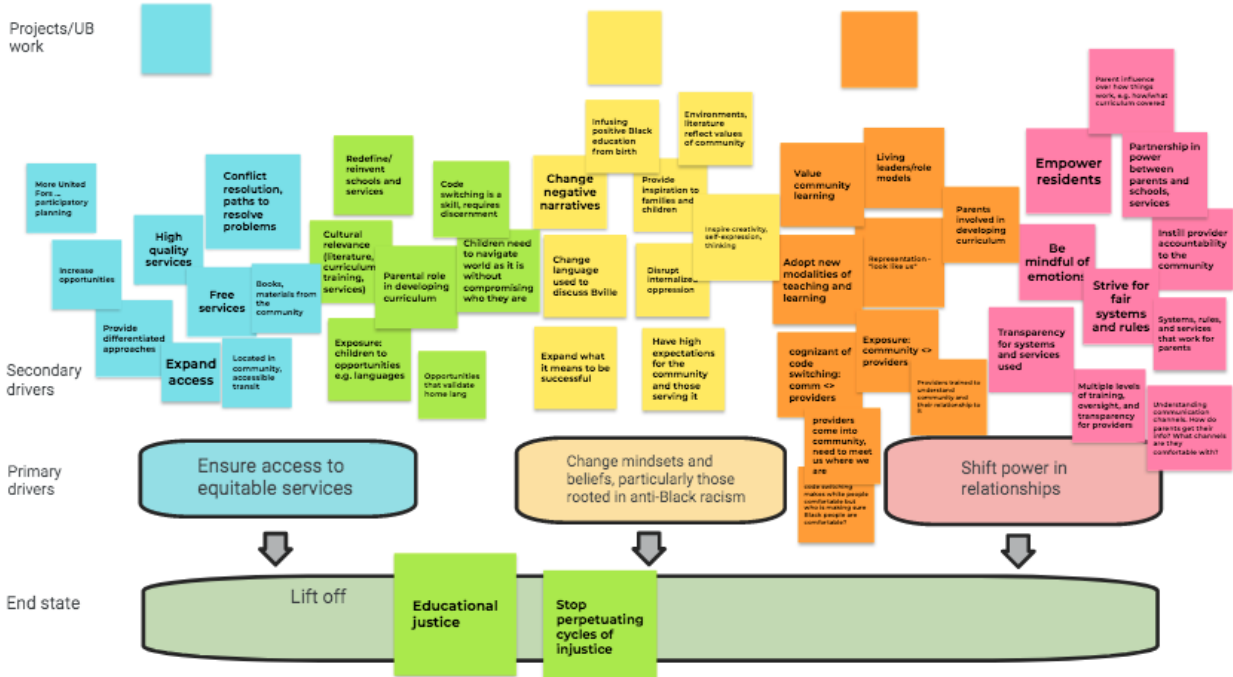 Projects/UB
work
Parent influence
over how things
work, e.g. how/what
curriculum covered
Infusing
positive Black
education
from birth
Environments,
literature
reflect values
of community
Redefine/
reinvent
schools and
services
Living
leaders/role
models
Empower
residents
Partnership in
power
between
parents and
schools,
services
More United
Fors ...
participatory
planning
Conflict
resolution,
paths to
resolve
problems
Code
switching is a
skill, requires
discernment
Change
negative
narratives
Provide
inspiration to
families and
children
Value
community
learning
Parents
involved in
developing
curriculum
High
quality
services
Cultural
relevance
(literature,
curriculum
training,
services)
Parental role
in developing
curriculum
Children need
to navigate
world as it is
without
compromising
who they are
Inspire creativity,
self-expression,
thinking
Instill provider
accountability to
the community
Increase
opportunities
Free
services
Books,
materials from
the
community
Change
language
used to
discuss Bville
Disrupt
internalized
oppression
Adopt new
modalities of
teaching and
learning
Representation -
"look like us"
Be
mindful of
emotions
Strive for
fair
systems
and rules
Provide
differentiated
approaches
Expand
access
Located in
community,
accessible
transit
Exposure:
children to
opportunities
e.g. languages
Opportunities
that validate
home lang
Expand what
it means to be
successful
Have high
expectations
for the
community
and those
serving it
cognizant of
code
switching:
comm <>
providers
Exposure:
community <>
providers
Providers trained to
understand
community and
their relationship to
it
Transparency
for systems
and services
used
Systems, rules,
and services
that work for
parents
Multiple levels
of training,
oversight, and
transparency
for providers
Understanding
communication
channels. How do
parents get their
info? What channels
are they
comfortable with?
Secondary
drivers
providers
come into
community,
need to meet
us where we
are
code switching
makes white people
comfortable but
who is making sure
Black people are
comfortable?
Primary
drivers
Ensure access to
equitable services
Change mindsets and
beliefs, particularly those
rooted in anti-Black racism
Shift power in
relationships
End state
Lift off
Educational
justice
Stop
perpetuating
cycles of
injustice